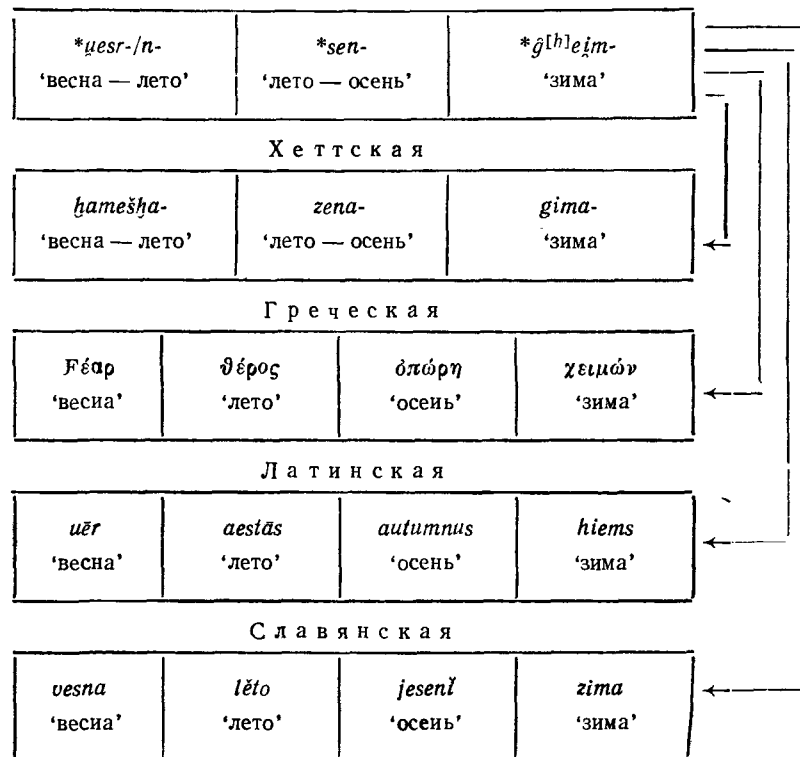 *u̯esr-/n- *sen- *ĝ[h]ei̯m-
‘весна — лето’ ‘лето — осень’ ‘зима’
Хеттская
ḫamešḫa- zena- gima-
‘весна — лето’ ‘лето — осень’ ‘зима’
Греческая
Ϝέαρ ϑέρος ὀπώρη χειμών
‘весна’ ‘лето’ ‘осень’ ‘зима’
Латинская
uēr aestās autumnus hiems
‘весна’ ‘лето’ ‘осень’ ‘зима’
Славянская
vesna lěto jesenĭ zima
‘весна’ ‘лето’ ‘осень’ ‘зима’